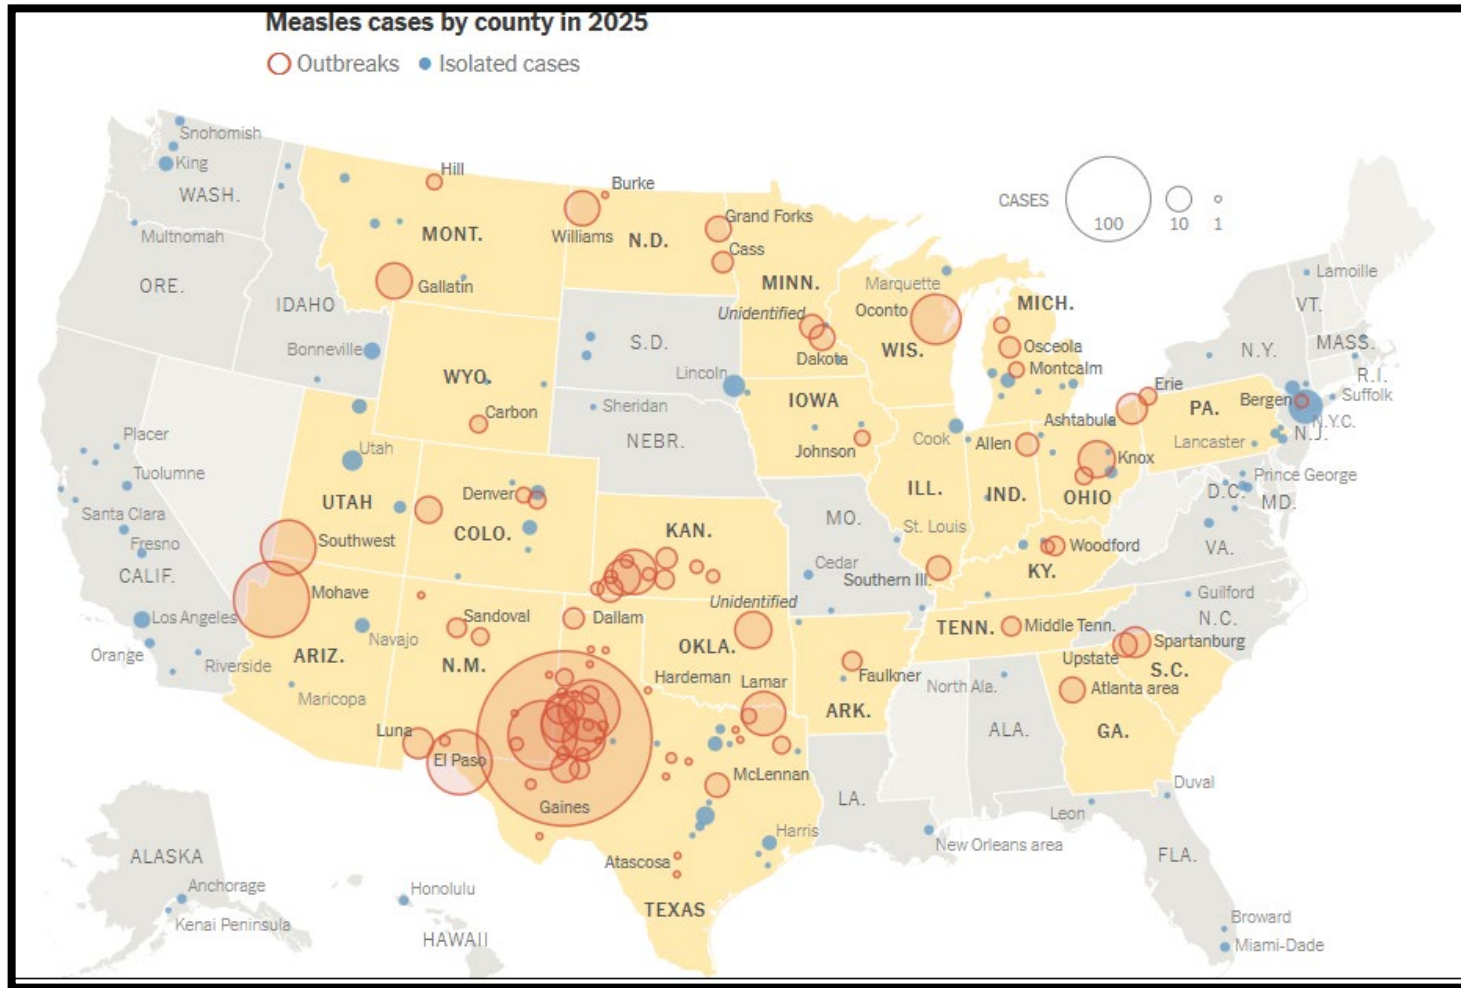 Measles cases by county in 2025
Outbreaks Isolated cases
Snohomish
King
WASH.
Multnomah
ORE.
IDAHO
Bonneville
Hill
MONT.
Gallatin
Burke
Williams
N.D.
Grand Forks
Cass
CASES
100 10 1
MINN.
Unidentified
Dakota
Marquette
Oconto
WIS.
MICH.
Osceola
Montcalm
Lamoille
VT.
N.Y.
MASS.
R.I.
Suffolk
Erie
Bergen
N.Y.C.
PA.
Lancaster
N.J.
Ashtabula
S.D.
Lincoln
WYO.
Carbon
Sheridan
NEBR.
IOWA
Johnson
Cook
Allen
Knox
OHIO
Prince George
D.C.
MD.
Placer
Tuolumne
Santa Clara
Fresno
CALIF.
Los Angeles
Orange
Riverside
Utah
UTAH
Southwest
Mohave
Denver
COLO.
KAN.
MO.
Cedar
ILL.
St. Louis
Southern Ill.
IND.
Woodford
KY.
VA.
Guilford
N.C.
Navajo
ARIZ.
Maricopa
Sandoval
N.M.
Luna
El Paso
Dallam
Unidentified
OKLA.
Hardeman
Lamar
Faulkner
ARK.
TENN.
Middle Tenn.
Spartanburg
Upstate
S.C.
Atlanta area
GA.
North Ala.
ALA.
Gaines
McLennan
Harris
Atascosa
TEXAS
LA.
New Orleans area
Leon
Duval
FLA.
Broward
Miami-Dade
ALASKA
Anchorage
Kenai Peninsula
Honolulu
HAWAII